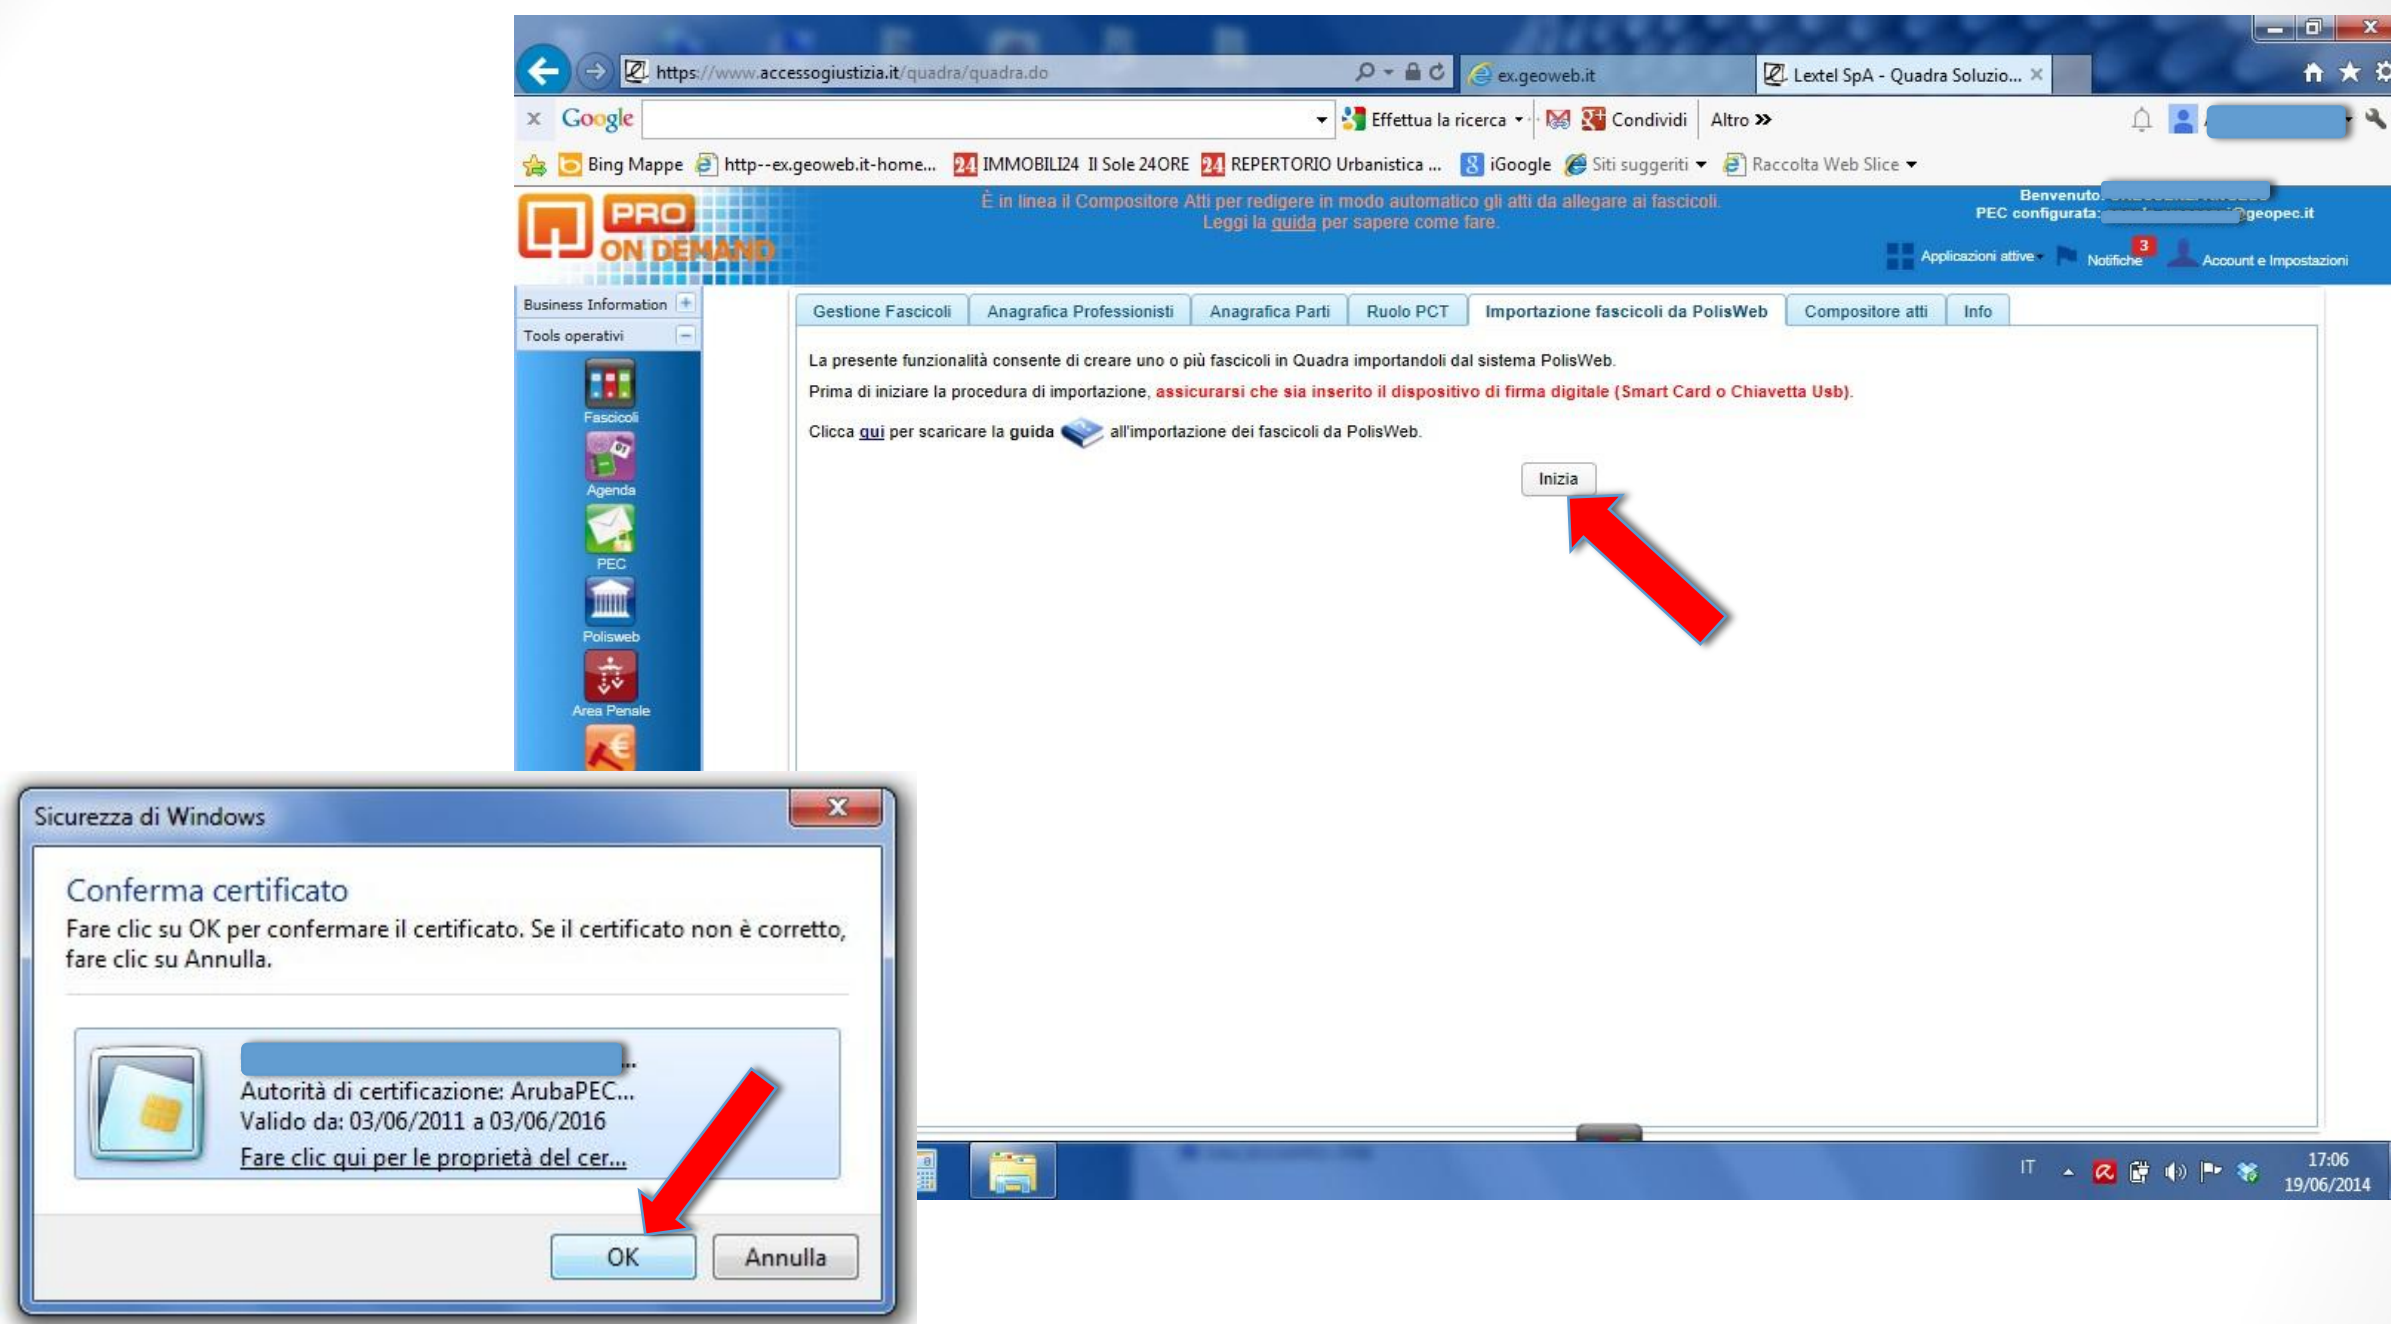 https://www.accessogiustizia.it/quadra/quadra.do
ex.geoweb.it
Lextel SpA - Quadra Soluzio...
x Google
Effettua la ricerca
Condividi
Altro »
Bing Mappe
http--ex.geoweb.it-home...
24 IMMOBILI24 Il Sole 24ORE
24 REPERTORIO Urbanistica ...
8 iGoogle
Siti suggeriti
Raccolta Web Slice
PRO
ON DEMAND
È in linea il Compositore Atti per redigere in modo automatico gli atti da allegare ai fascicoli.
Leggi la guida per sapere come fare.
Benvenuto:
PEC configurata:
geopec.it
Applicazioni attive
Notifiche
3
Account e Impostazioni
Business Information
Tools operativi
Fascicoli
Agenda
PEC
Polisweb
Area Penale
Gestione Fascicoli
Anagrafica Professionisti
Anagrafica Parti
Ruolo PCT
Importazione fascicoli da PolisWeb
Compositore atti
Info
La presente funzionalità consente di creare uno o più fascicoli in Quadra importandoli dal sistema PolisWeb.
Prima di iniziare la procedura di importazione, assicurarsi che sia inserito il dispositivo di firma digitale (Smart Card o Chiavetta Usb).
Clicca qui per scaricare la guida all'importazione dei fascicoli da PolisWeb.
Inizia
Sicurezza di Windows
Conferma certificato
Fare clic su OK per confermare il certificato. Se il certificato non è corretto,
fare clic su Annulla.
...
Autorità di certificazione: ArubaPEC...
Valido da: 03/06/2011 a 03/06/2016
Fare clic qui per le proprietà del cer...
OK
Annulla
IT
17:06
19/06/2014